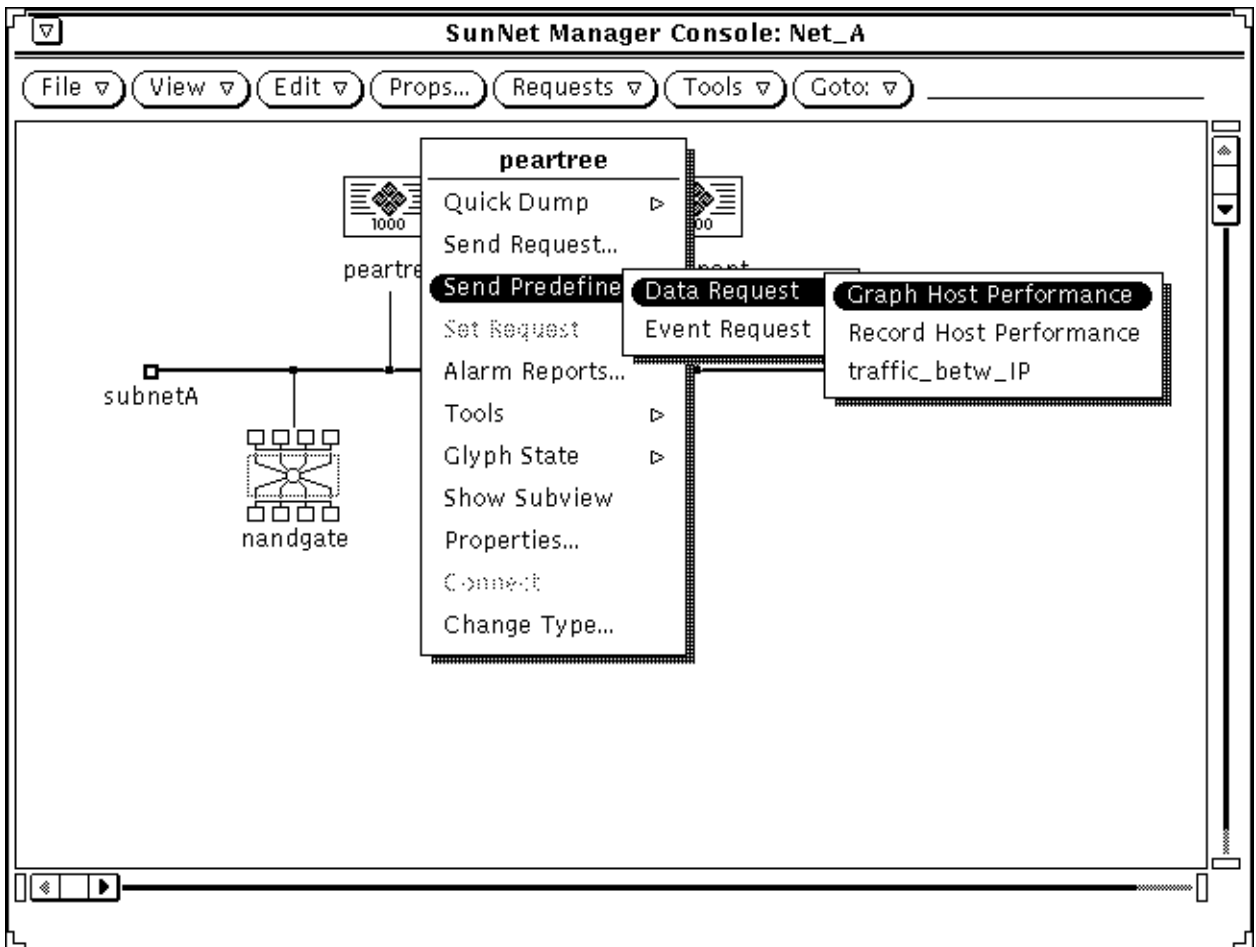 SunNet Manager Console: Net_A
File View Edit Props... Requests Tools Goto:
peartree
Quick Dump
Send Request...
Send Predefine
Set Request
Alarm Reports...
Tools
Glyph State
Show Subview
Properties...
Connect
Change Type...
Data Request
Event Request
Graph Host Performance
Record Host Performance
traffic_betw_IP
1000
peartre
00
subnetA
nandgate